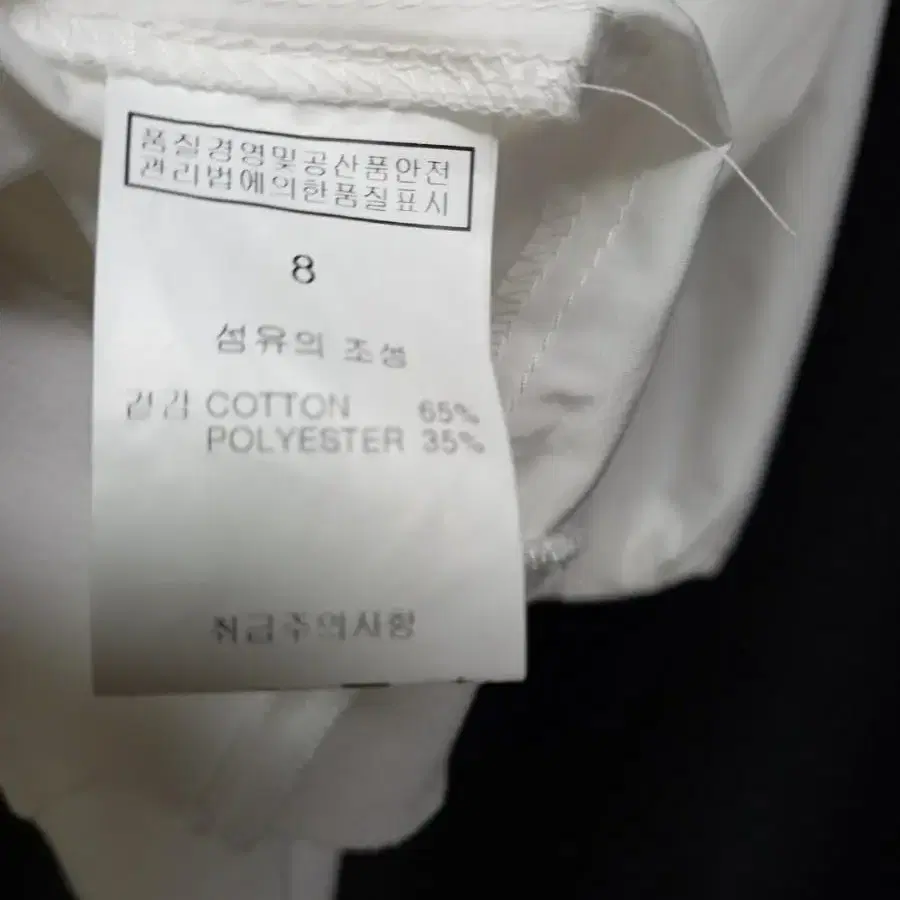 품질경영및공산품안전
관리법에의한품질표시
8
섬유의 조성
겉감 COTTON 65%
POLYESTER 35%
취급주의사항